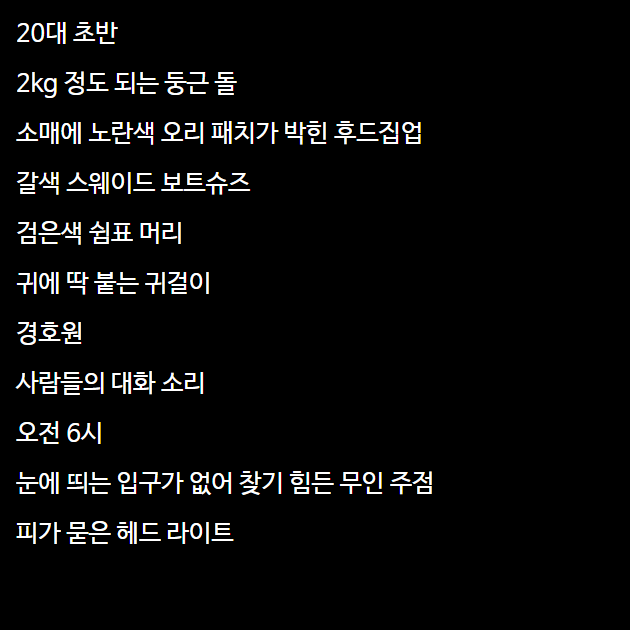 20대 초반
2kg 정도 되는 둥근 돌
소매에 노란색 오리 패치가 박힌 후드집업
갈색 스웨이드 보트슈즈
검은색 쉼표 머리
귀에 딱 붙는 귀걸이
경호원
사람들의 대화 소리
오전 6시
눈에 띄는 입구가 없어 찾기 힘든 무인 주점
피가 묻은 헤드 라이트